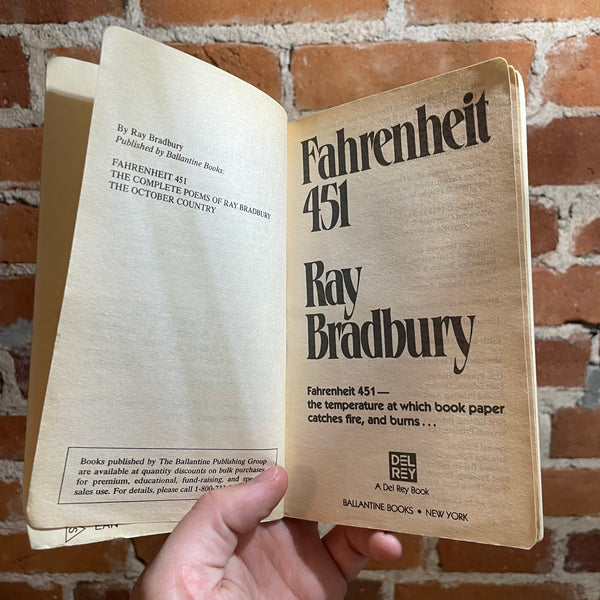 By Ray Bradbury
Published by Ballantine Books:
FAHRENHEIT 451
THE COMPLETE POEMS OF RAY BRADBURY
THE OCTOBER COUNTRY
Books published by The Ballantine Publishing Group
are available at quantity discounts on bulk purchases
for premium, educational, fund-raising, and
sales use. For details, please call
Fahrenheit
451
Ray
Bradbury
Fahrenheit 451—
the temperature at which book paper
catches fire, and burns...
DEL
REY
A Del Rey Book
BALLANTINE BOOKS • NEW YORK